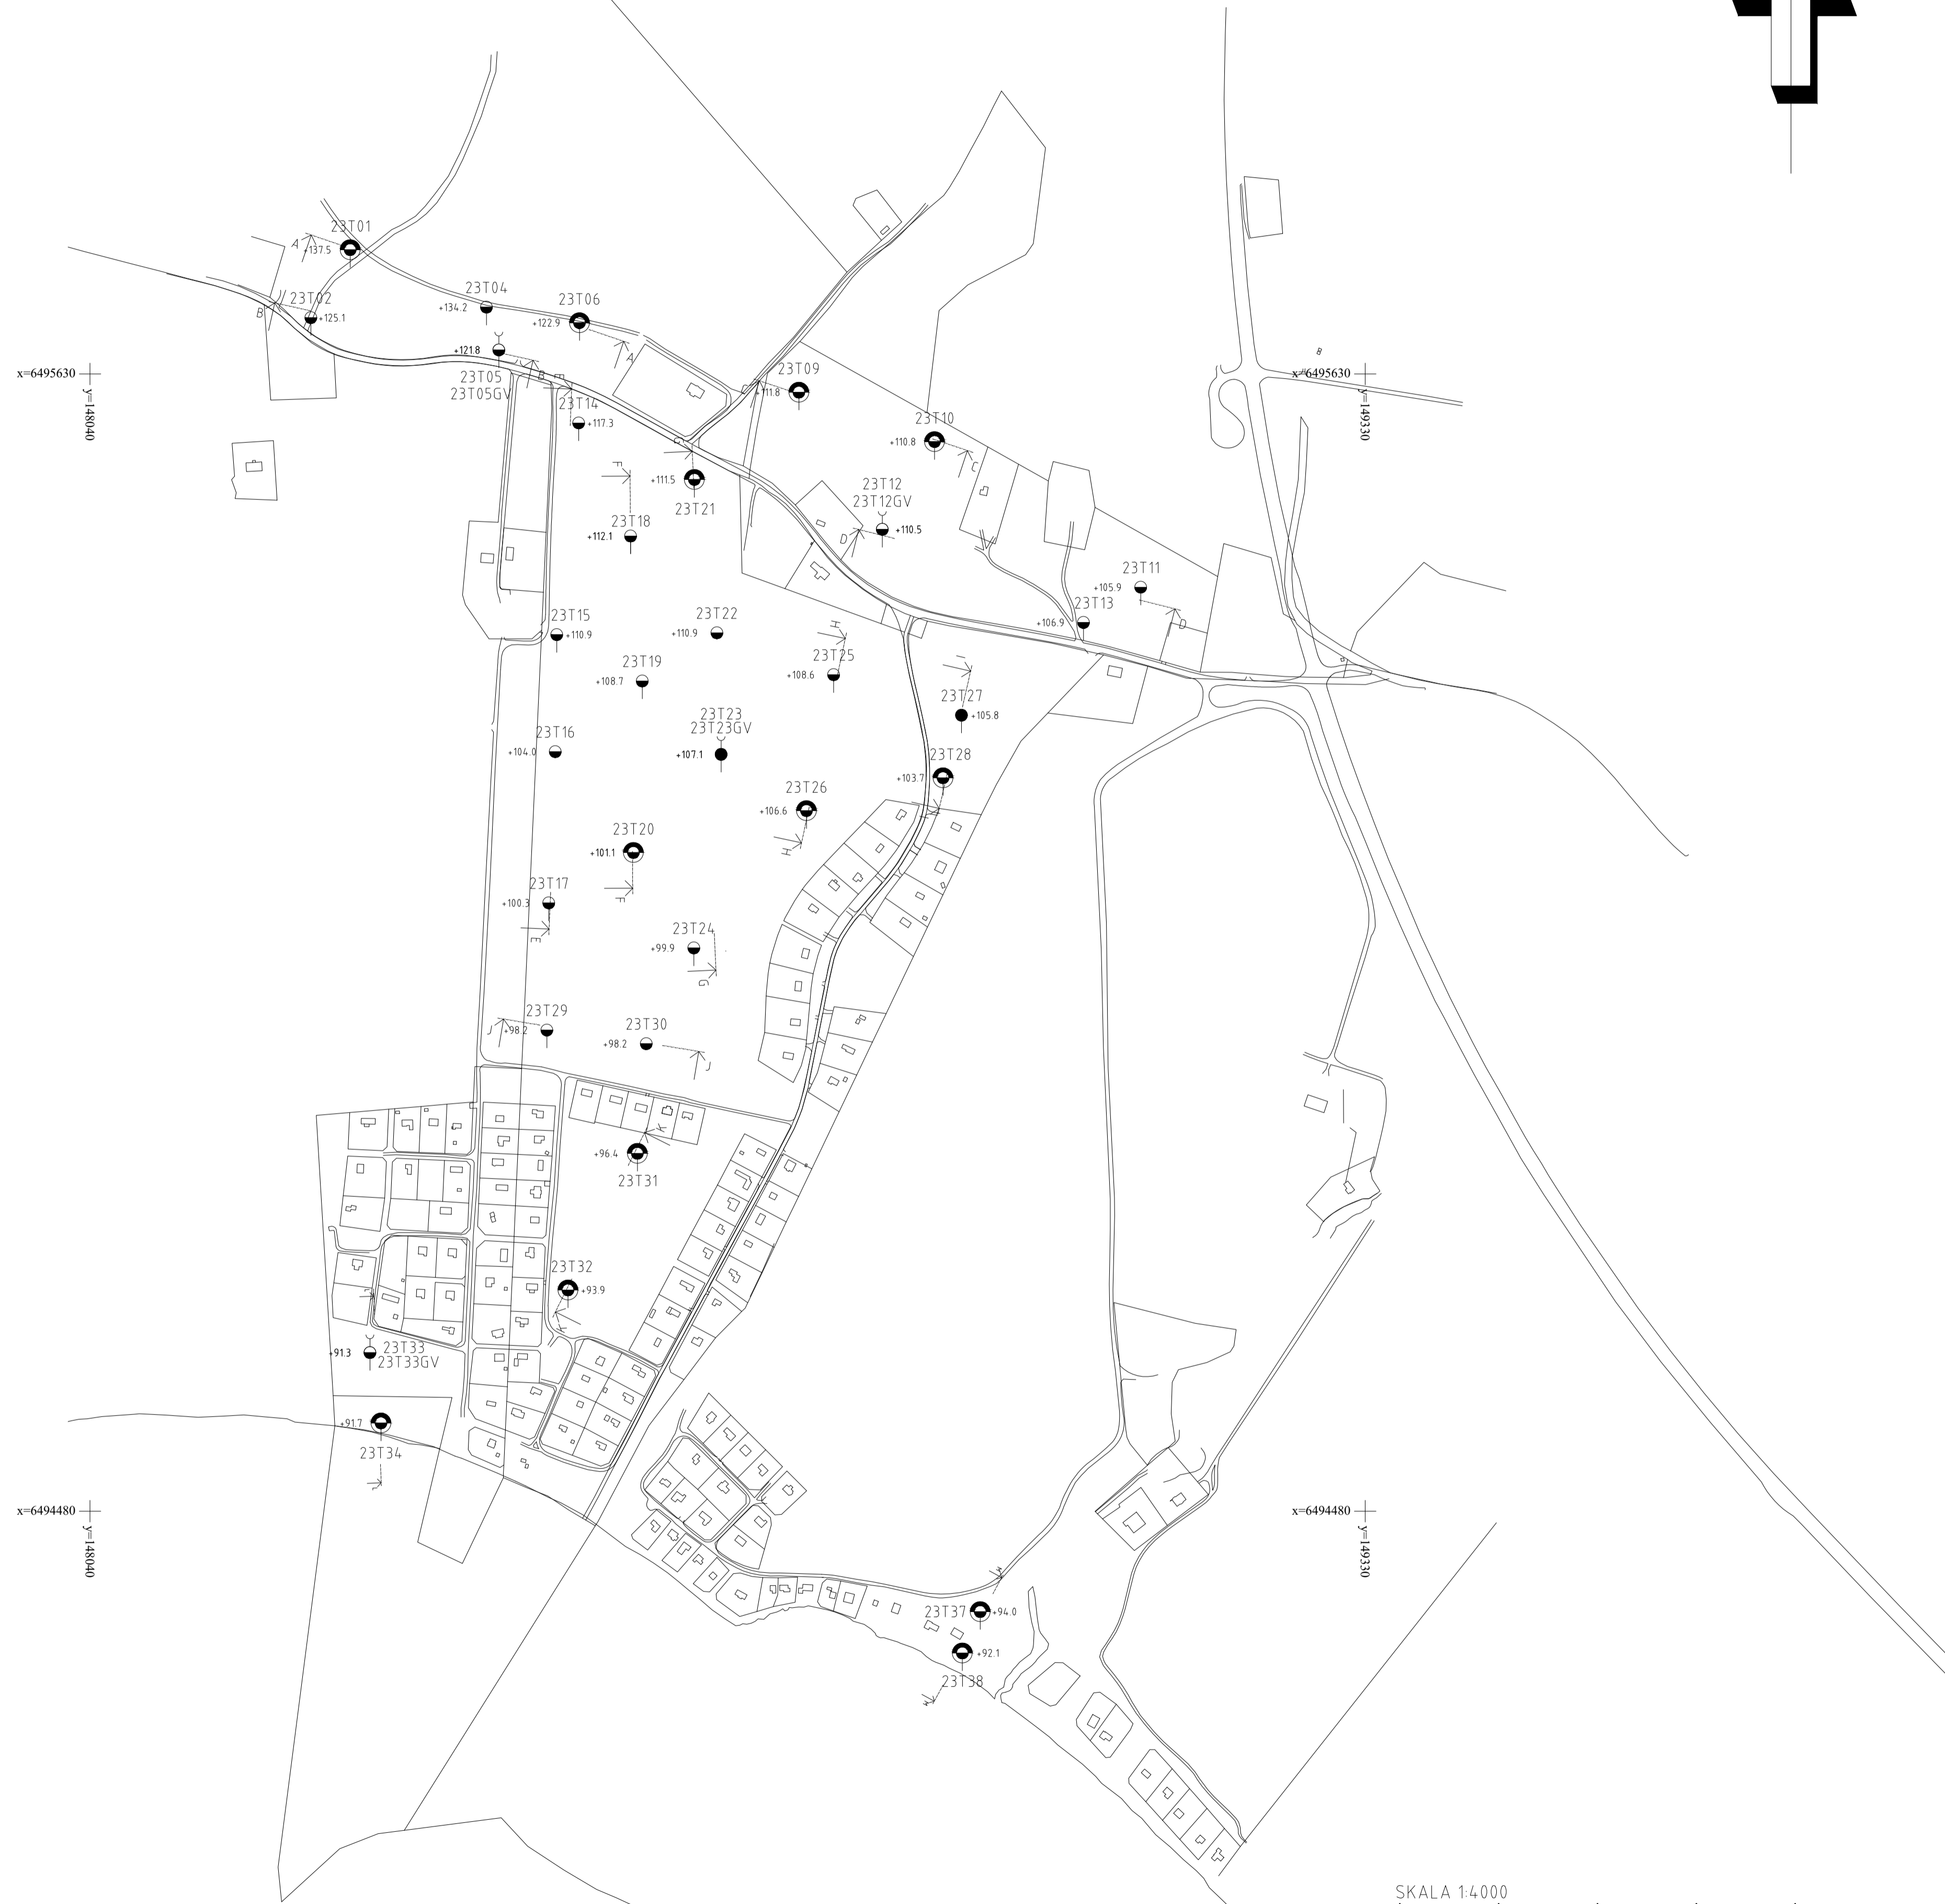 23T01
A
+137.5
23T02
+125.1
B
23T04
+134.2
23T06
+122.9
A
+121.8
23T05
23T05GV
B
E
x=6495630
y=148040
23T14
+117.3
C
+111.8
23T09
23T10
+110.8
C
B
x=6495630
y=149330
G
+111.5
23T21
F
23T18
+112.1
23T12
23T12GV
+110.5
D
23T11
+105.9
23T13
+106.9
D
23T15
+110.9
23T22
+110.9
H
23T25
+108.6
I
23T19
+108.7
23T27
+105.8
23T16
+104.0
23T23
23T23GV
+107.1
23T28
+103.7
I
23T26
+106.6
H
23T20
+101.1
F
23T17
+100.3
E
23T24
+99.9
G
23T29
J
+98.2
23T30
+98.2
J
K
+96.4
23T31
23T32
+93.9
K
+91.3
23T33
23T33GV
+91.7
23T34
x=6494480
y=148040
x=6494480
y=149330
M
23T37
+94.0
+92.1
23T38
M
SKALA 1:4000